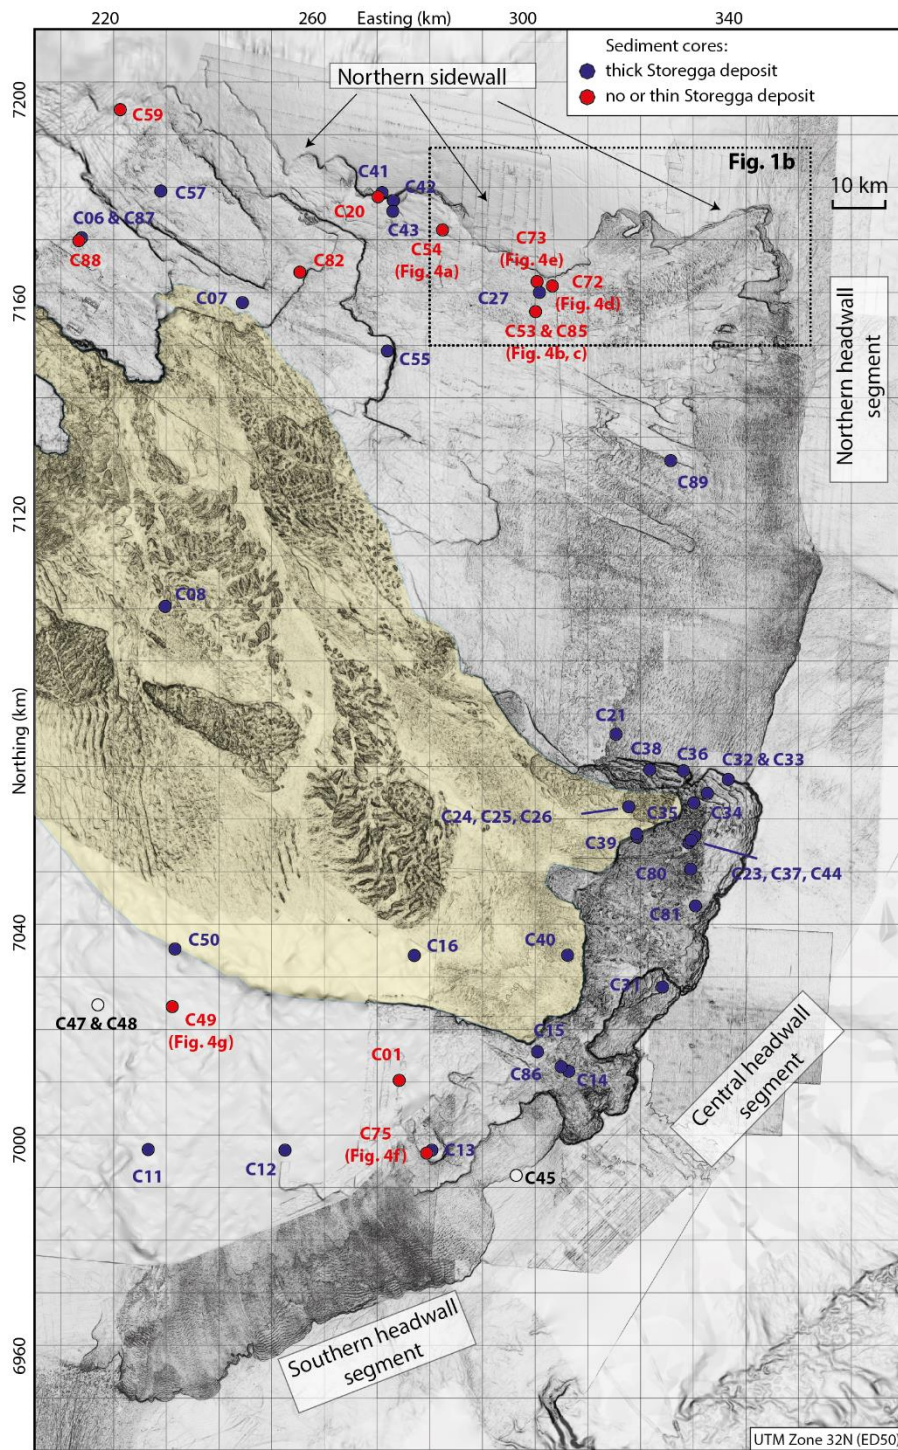 220
260
Easting (km)
300
340
Sediment cores:
thick Storegga deposit
no or thin Storegga deposit
Northern sidewall
7200
C59
Fig. 1b
10 km
C41
C42
C57
C20
C06 & C87
C43
C88
C54
(Fig. 4a)
C73
(Fig. 4e)
C82
C72
(Fig. 4d)
C27
C07
7160
C53 & C85
(Fig. 4b, c)
C55
Northern headwall
segment
C89
7120
C08
Northing (km)
C21
C38
C36
C32 & C33
C24, C25, C26
C35
C34
C39
C80
C23, C37, C44
C81
7040
C50
C16
C40
C31
C47 & C48
C49
(Fig. 4g)
C15
C01
C86
C14
Central headwall
segment
7000
C75
(Fig. 4f)
C13
C11
C12
C45
Southern headwall
segment
6960
UTM Zone 32N (ED50)